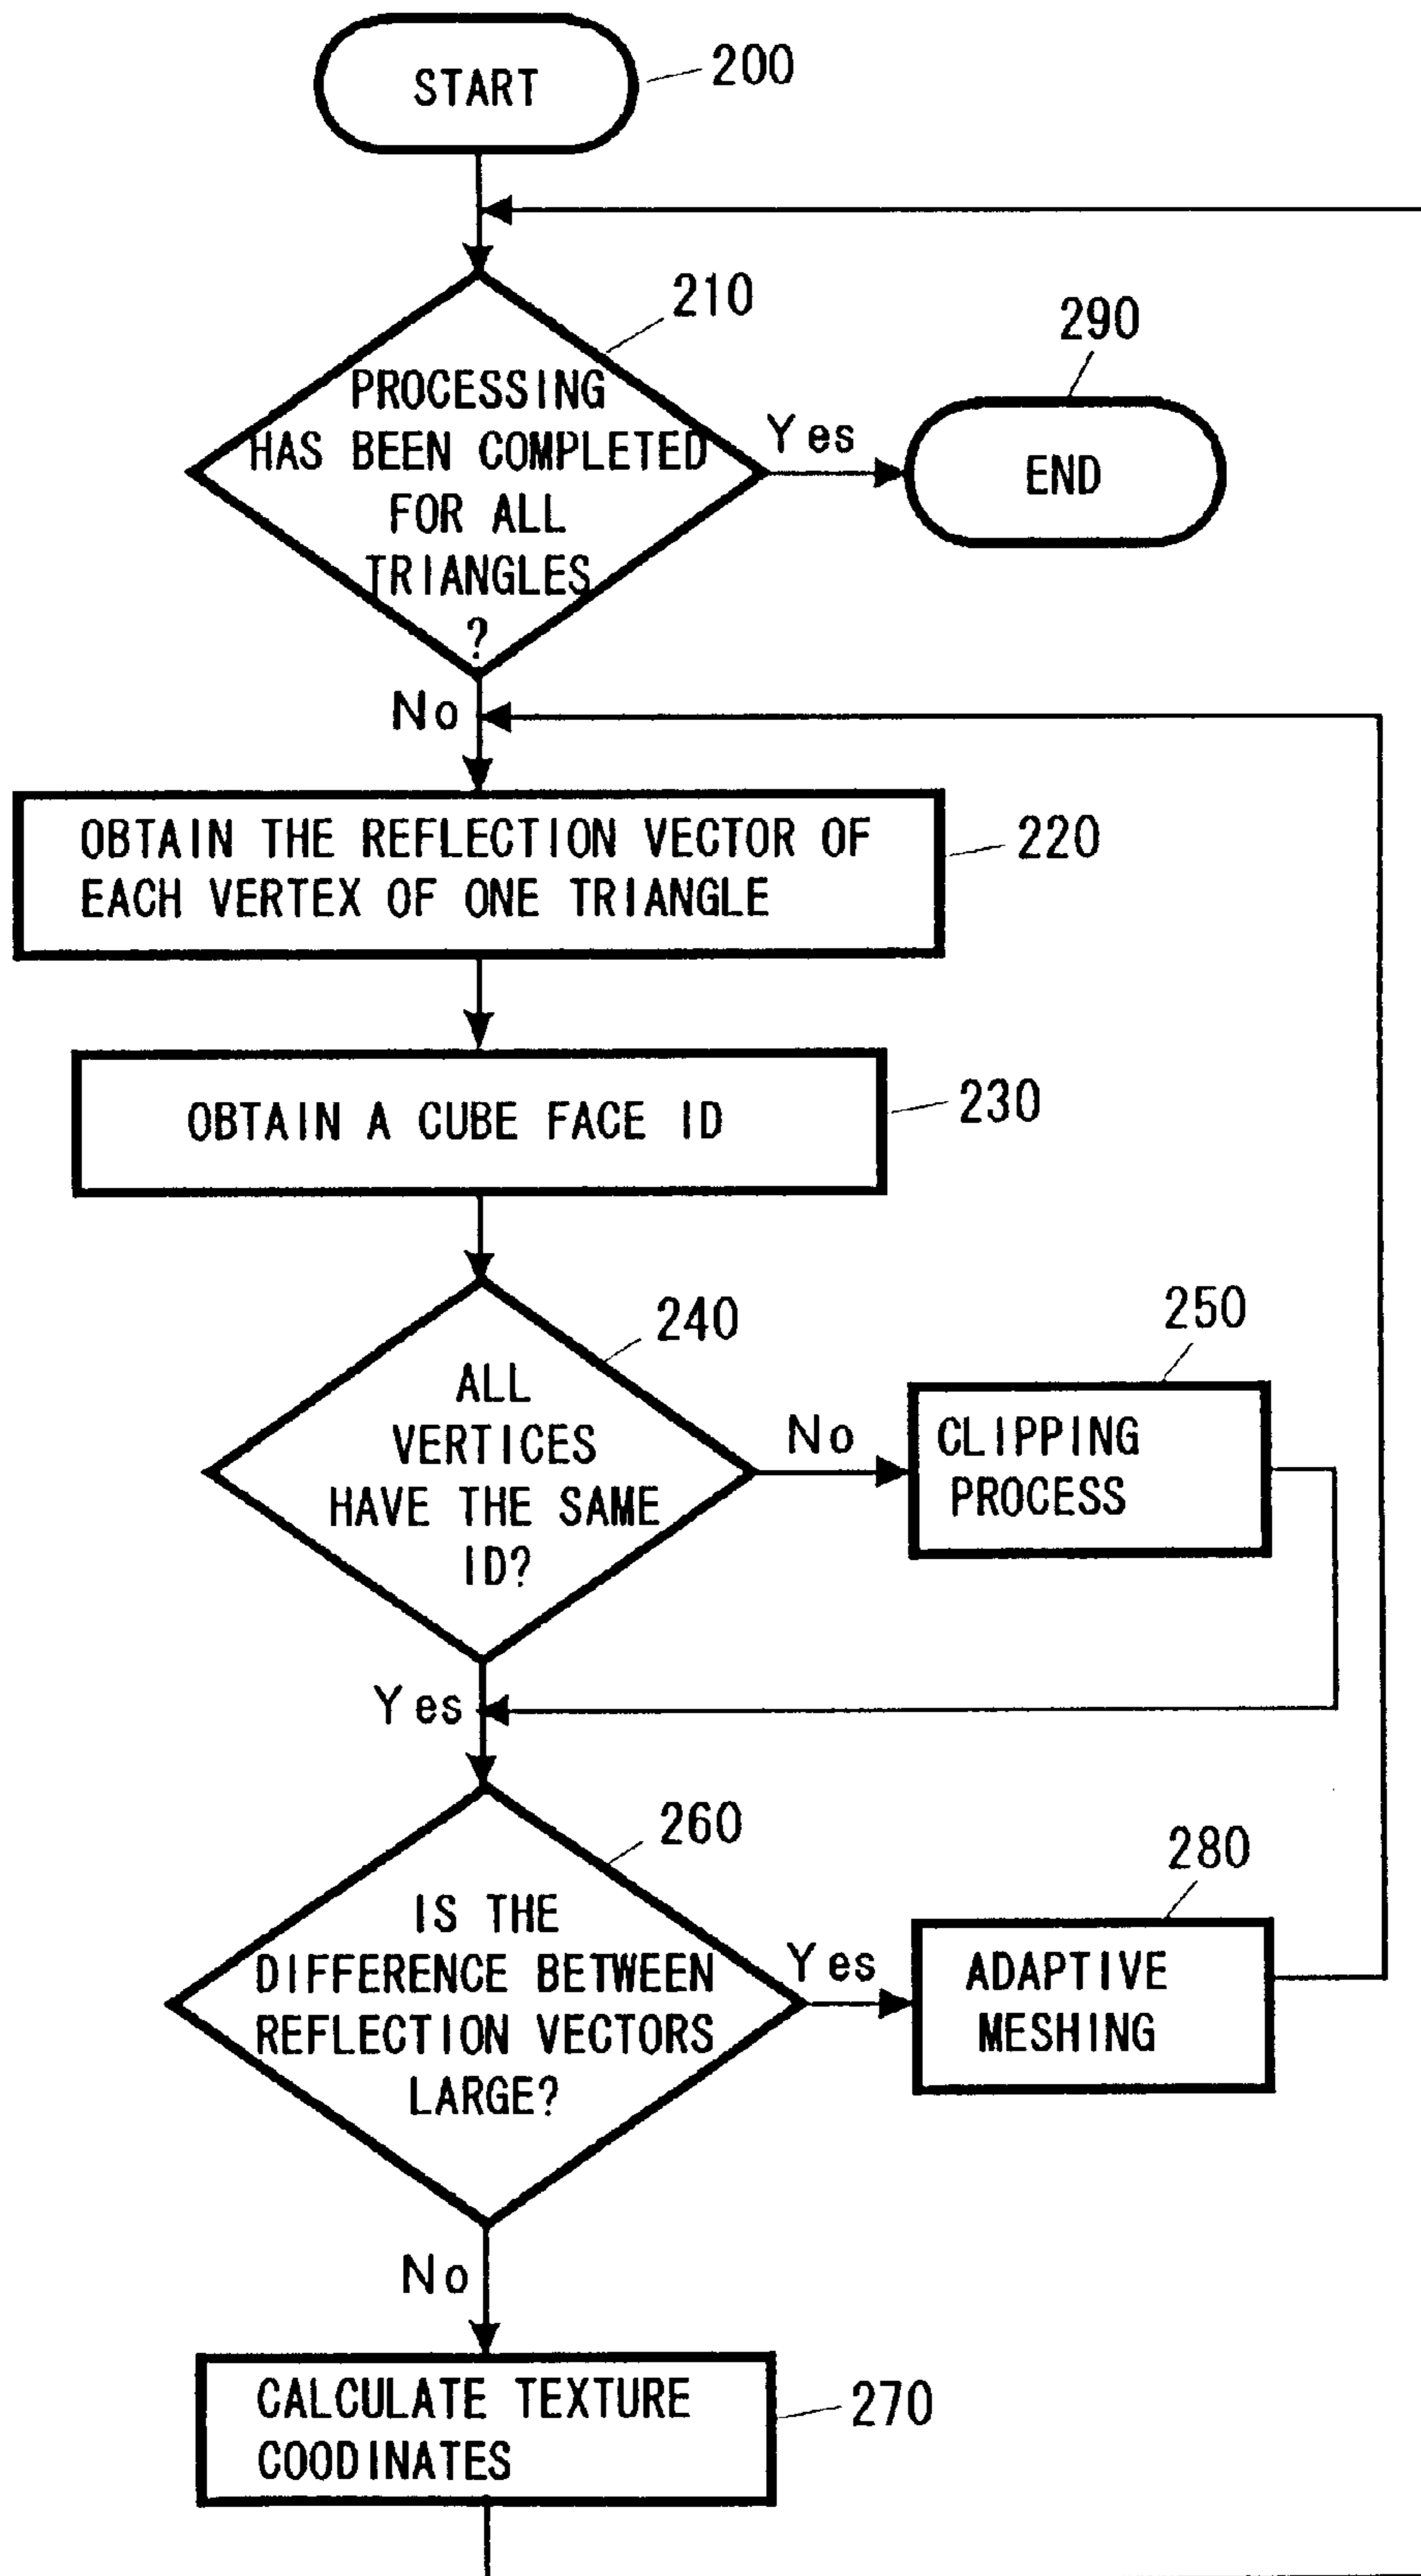 START
200
210
PROCESSING
HAS BEEN COMPLETED
FOR ALL
TRIANGLES
?
Yes
290
END
No
OBTAIN THE REFLECTION VECTOR OF
EACH VERTEX OF ONE TRIANGLE
220
OBTAIN A CUBE FACE ID
230
240
ALL
VERTICES
HAVE THE SAME
ID?
No
250
CLIPPING
PROCESS
Yes
260
IS THE
DIFFERENCE BETWEEN
REFLECTION VECTORS
LARGE?
Yes
280
ADAPTIVE
MESHING
No
CALCULATE TEXTURE
COODINATES
270